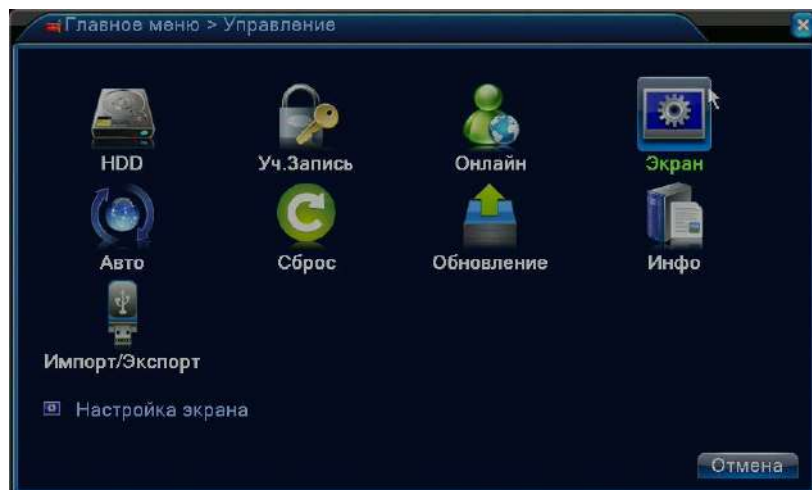 Главное меню > Управление
HDD Уч.Запись Онлайн Экран
Авто Сброс Обновление Инфо
Импорт/Экспорт
Настройка экрана
Отмена